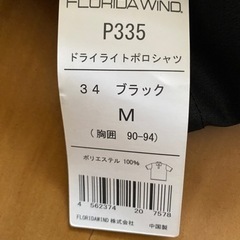 FLORIDAWIND.
P335
ドライライトポロシャツ
34 ブラック
M
(胸囲 90-94)
ポリエステル 100%
4 562374 207578
FLORIDAWIND 株式会社 中国製